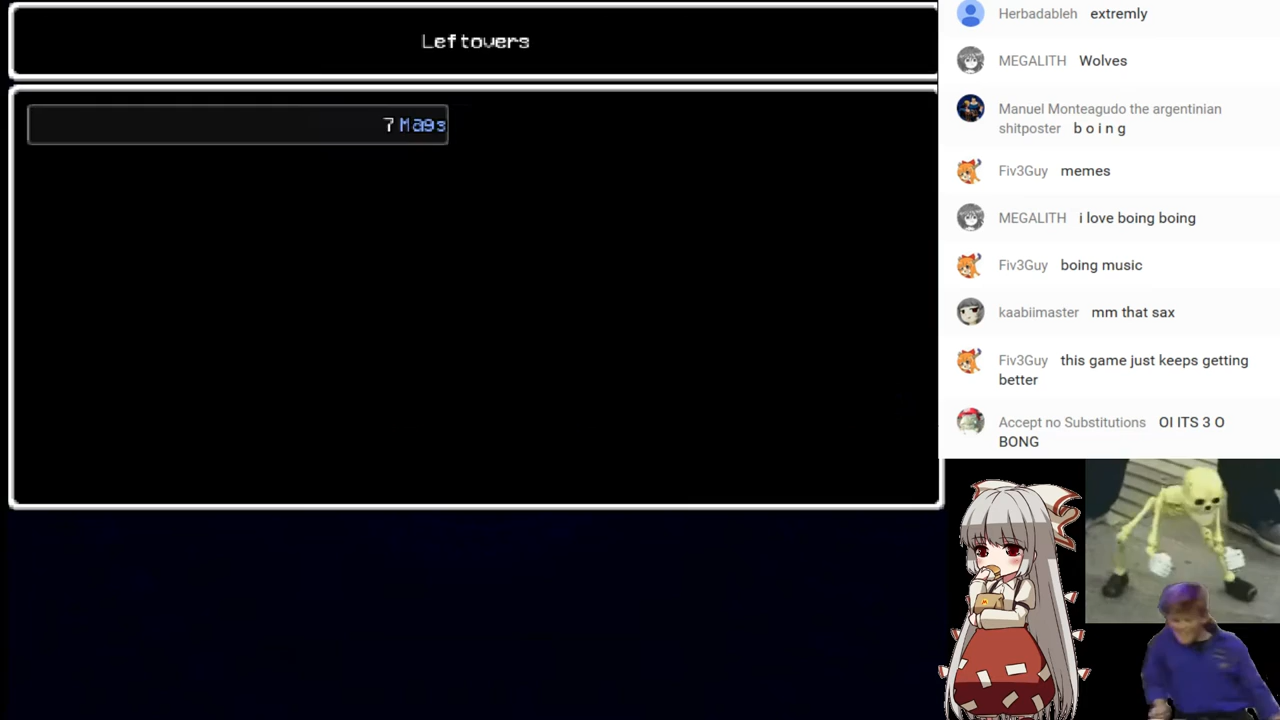 Leftovers
7 Mags
Herbadableh extremly
MEGALITH Wolves
Manuel Monteagudo the argentinian
shitposter b o i n g
Fiv3Guy memes
MEGALITH i love boing boing
Fiv3Guy boing music
kaabiimaster mm that sax
Fiv3Guy this game just keeps getting
better
Accept no Substitutions OI ITS 3 O
BONG